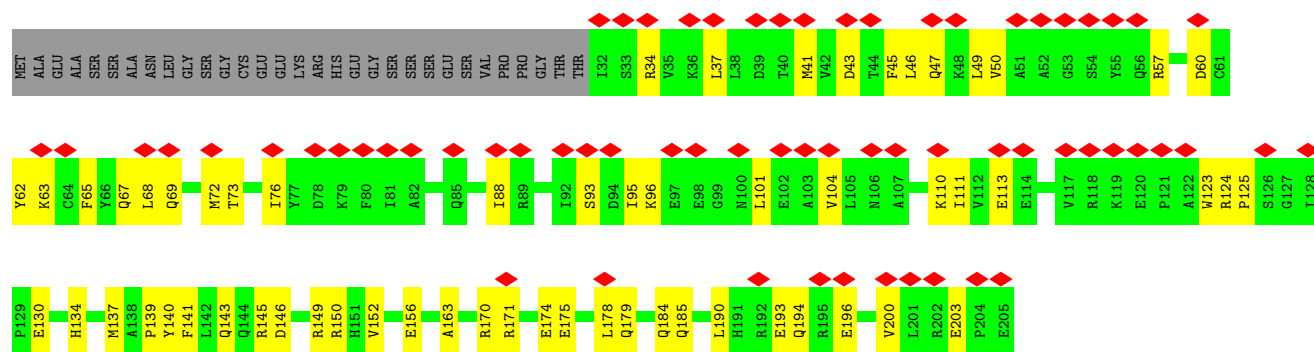 MET ALA GLU ALA SER SER ALA ASN LEU GLY SER GLY CYS GLU GLU LYS ARG HIS GLU GLY SER SER SER GLU SER VAL PRO PRO GLY THR THR I32 S33 R34 V35 K36 L37 L38 D39 T40 M41 V42 D43 T44 F45 L46 Q47 K48 L49 V50 A51 A52 G53 S54 Y55 Q56 R57 D60 C61
Y62 K63 C64 F65 Y66 Q67 L68 Q69 M72 T73 I76 Y77 D78 K79 F80 I81 A82 Q85 I88 R89 I92 S93 D94 I95 K96 E97 E98 G99 N100 L101 E102 A103 V104 L105 N106 A107 K110 I111 V112 E113 E114 V117 R118 K119 E120 P121 A122 W123 R124 P125 S126 G127 I128
P129 E130 H134 M137 A138 P139 Y140 F141 L142 Q143 Q144 R145 D146 R149 R150 H151 V152 E156 A163 R170 R171 E174 E175 L178 Q179 Q184 Q185 L190 H191 R192 E193 Q194 R195 E196 V200 L201 R202 E203 P204 E205